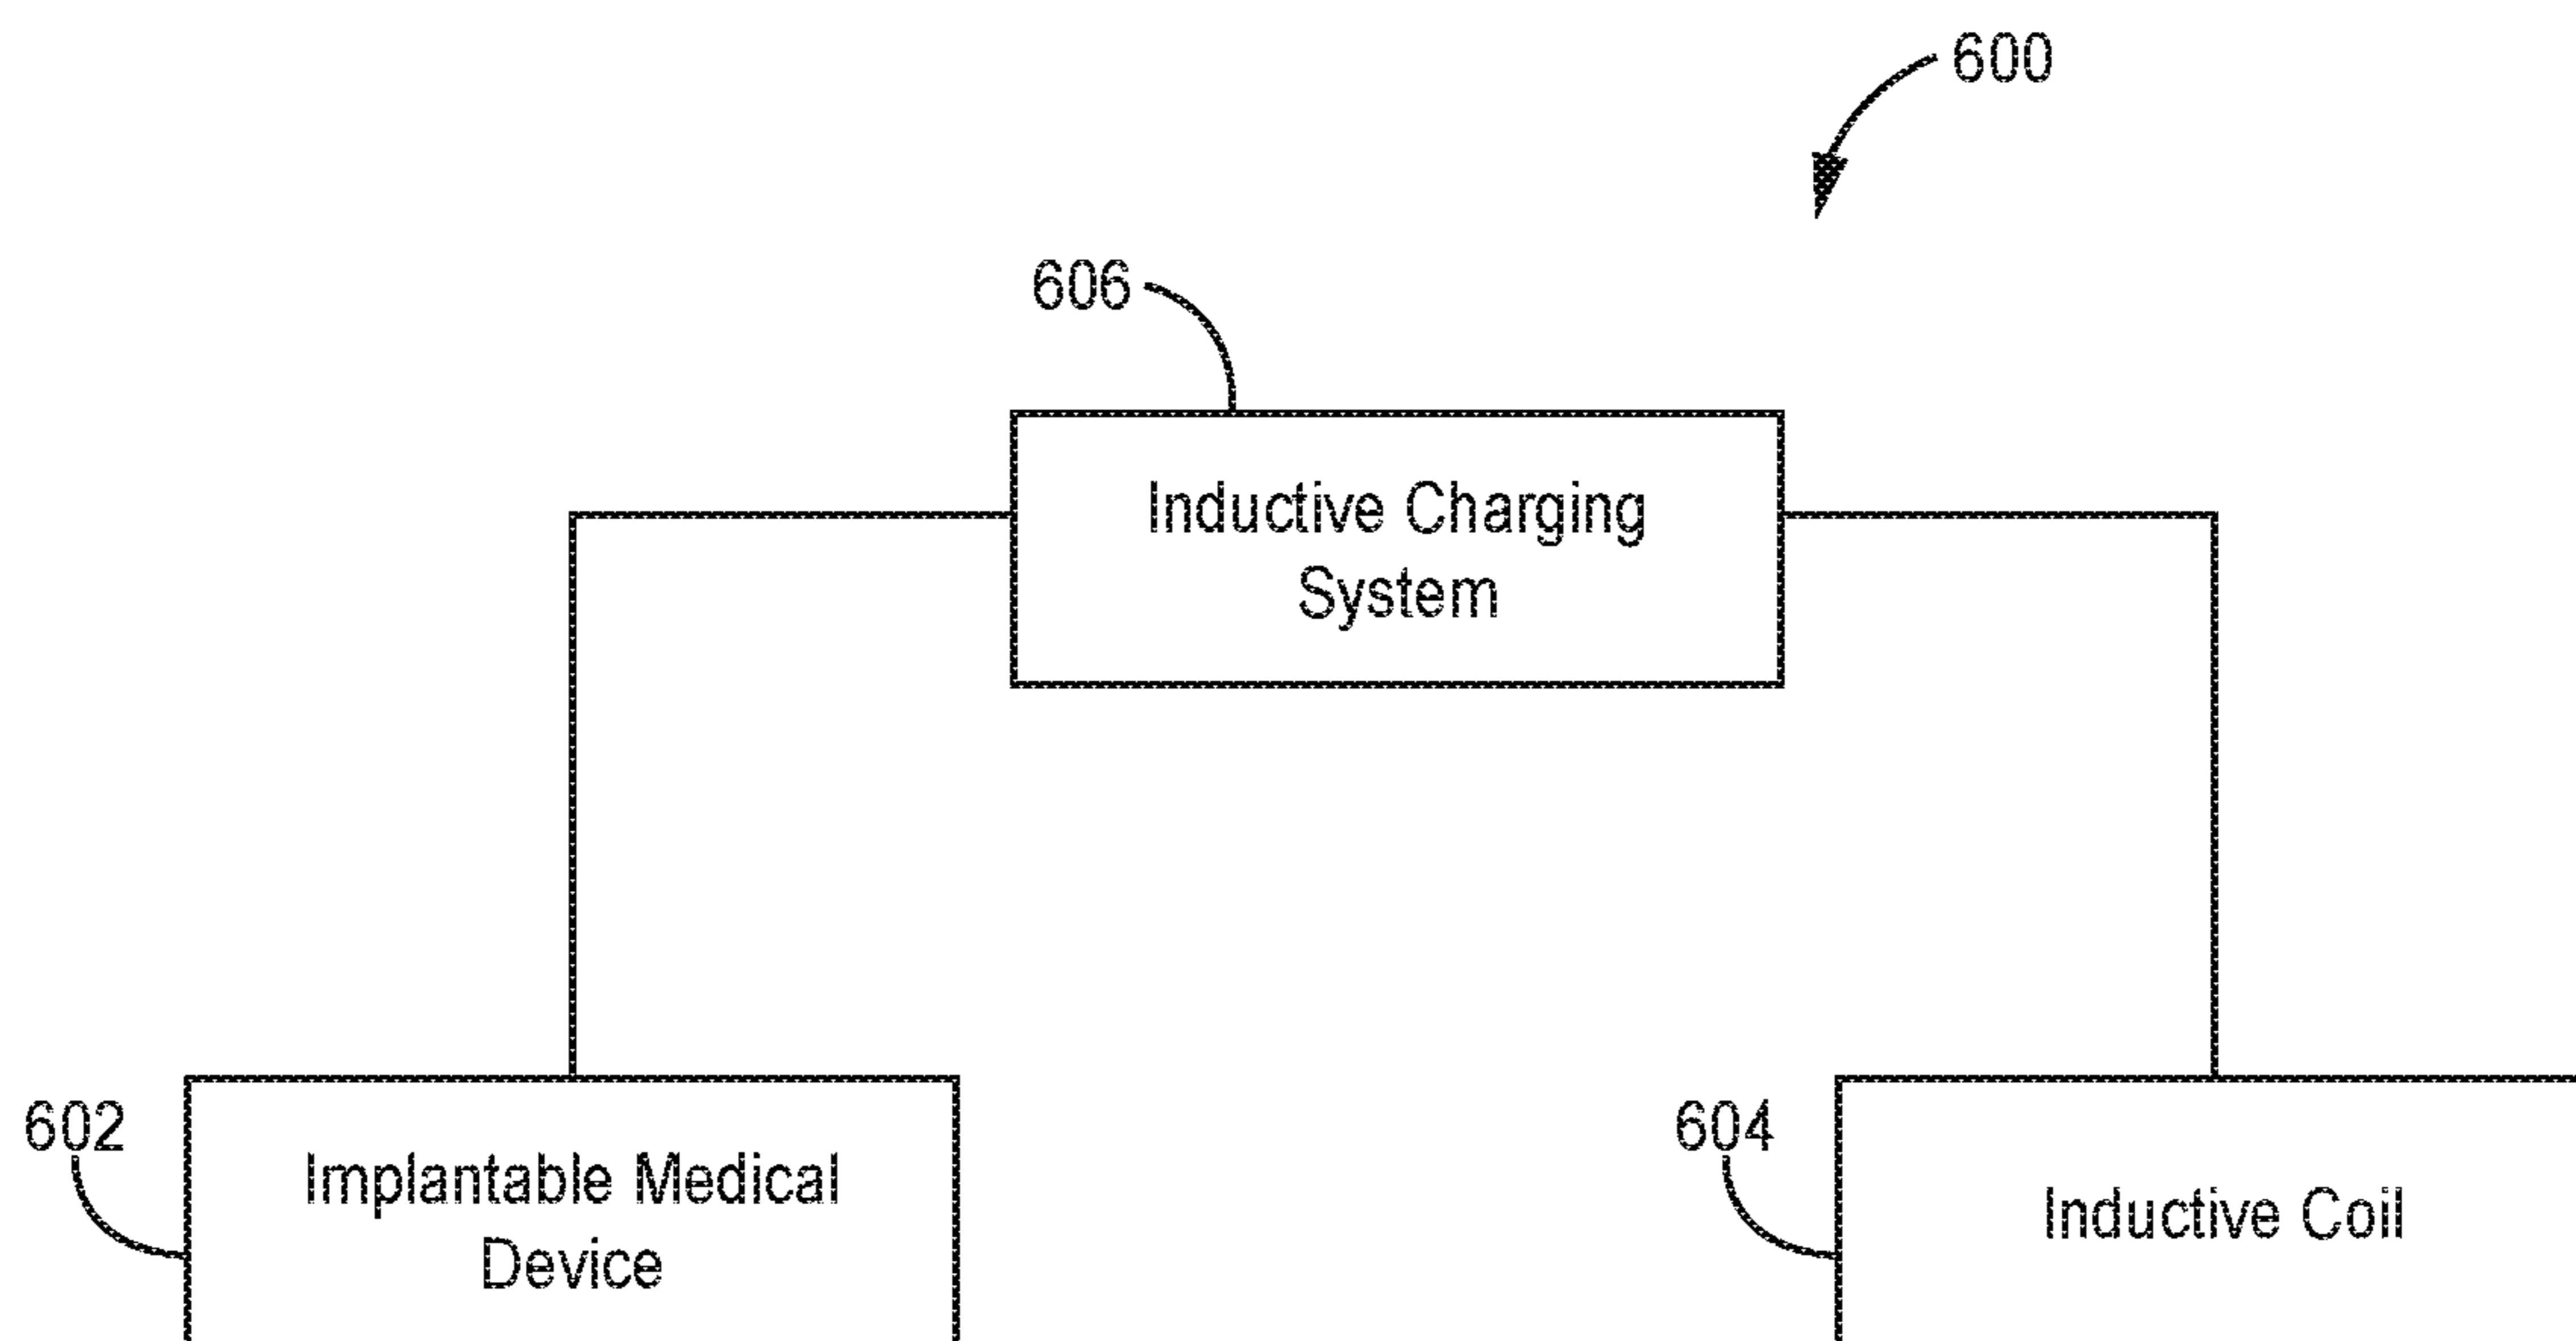 600
606
Inductive Charging
System
602
Implantable Medical
Device
604
Inductive Coil